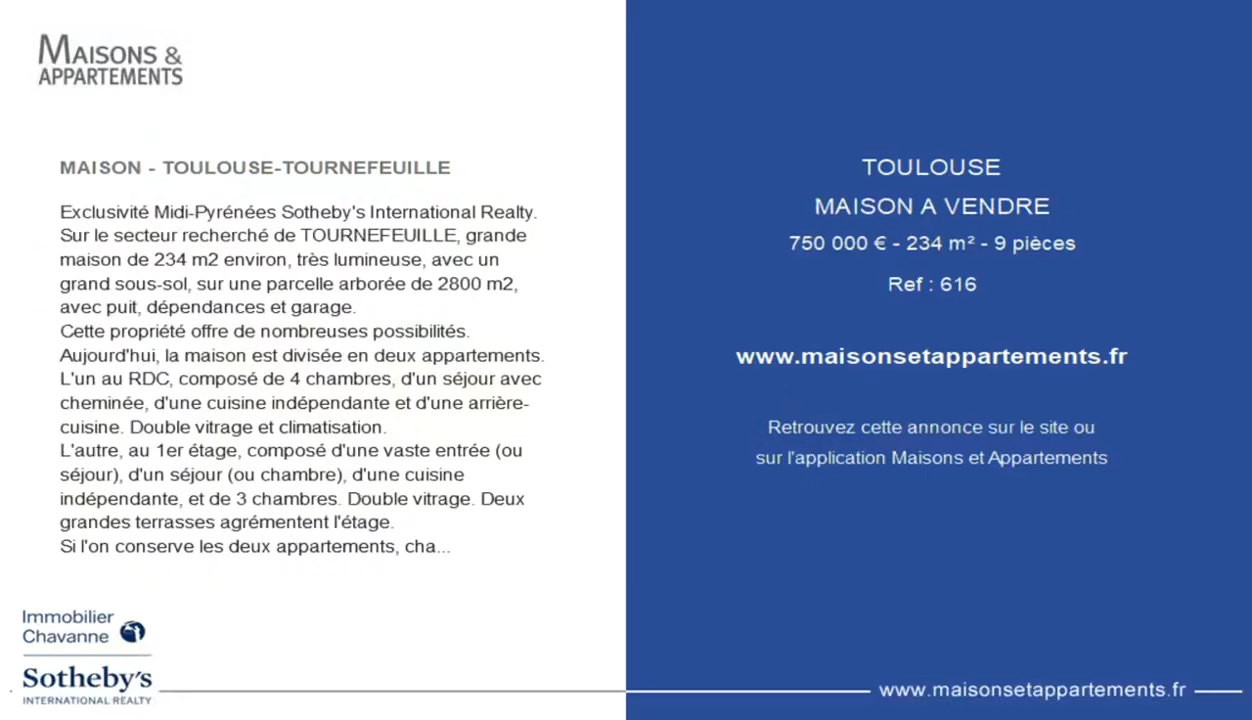 MAISONS &
APPARTEMENTS
MAISON - TOULOUSE-TOURNEFEUILLE
Exclusivité Midi-Pyrénées Sotheby's International Realty.
Sur le secteur recherché de TOURNEFEUILLE, grande
maison de 234 m2 environ, très lumineuse, avec un
grand sous-sol, sur une parcelle arborée de 2800 m2,
avec puit, dépendances et garage.
Cette propriété offre de nombreuses possibilités.
Aujourd'hui, la maison est divisée en deux appartements.
L'un au RDC, composé de 4 chambres, d'un séjour avec
cheminée, d'une cuisine indépendante et d'une arrière-
cuisine. Double vitrage et climatisation.
L'autre, au 1er étage, composé d'une vaste entrée (ou
séjour), d'un séjour (ou chambre), d'une cuisine
indépendante, et de 3 chambres. Double vitrage. Deux
grandes terrasses agrémentent l'étage.
Si l'on conserve les deux appartements, cha...
Immobilier
Chavanne
Sotheby's
INTERNATIONAL REALTY
TOULOUSE
MAISON A VENDRE
750 000 € - 234 m² - 9 pièces
Ref : 616
www.maisonsetappartements.fr
Retrouvez cette annonce sur le site ou
sur l'application Maisons et Appartements
www.maisonsetappartements.fr